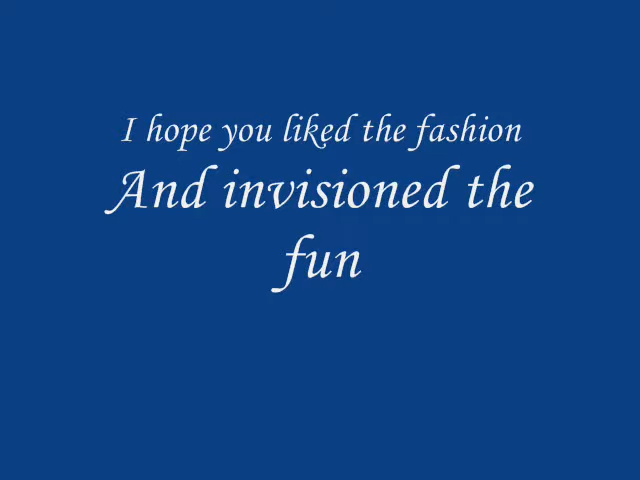 I hope you liked the fashion
And invisioned the
fun